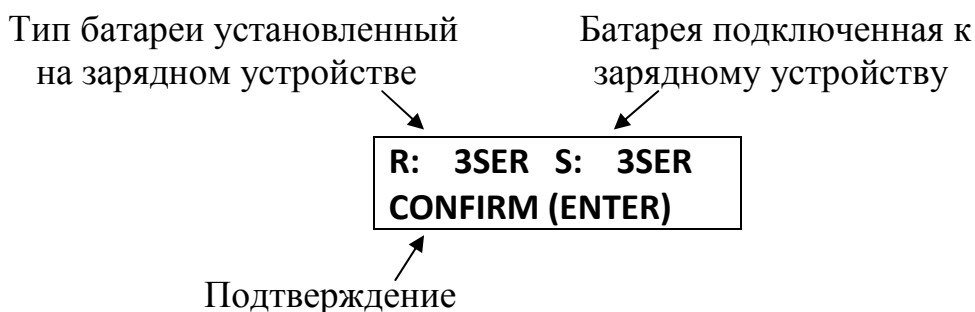 Тип батареи установленный
на зарядном устройстве
Батарея подключенная к
зарядному устройству
R: 3SER S: 3SER
CONFIRM (ENTER)
Подтверждение